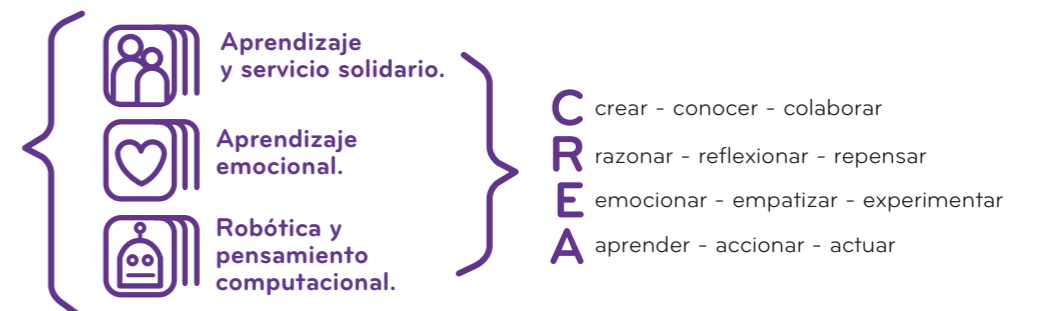 Aprendizaje
y servicio solidario.
Aprendizaje
emocional.
Robótica y
pensamiento
computacional.
C crear - conocer - colaborar
R razonar - reflexionar - repensar
E emocionar - empatizar - experimentar
A aprender - accionar - actuar